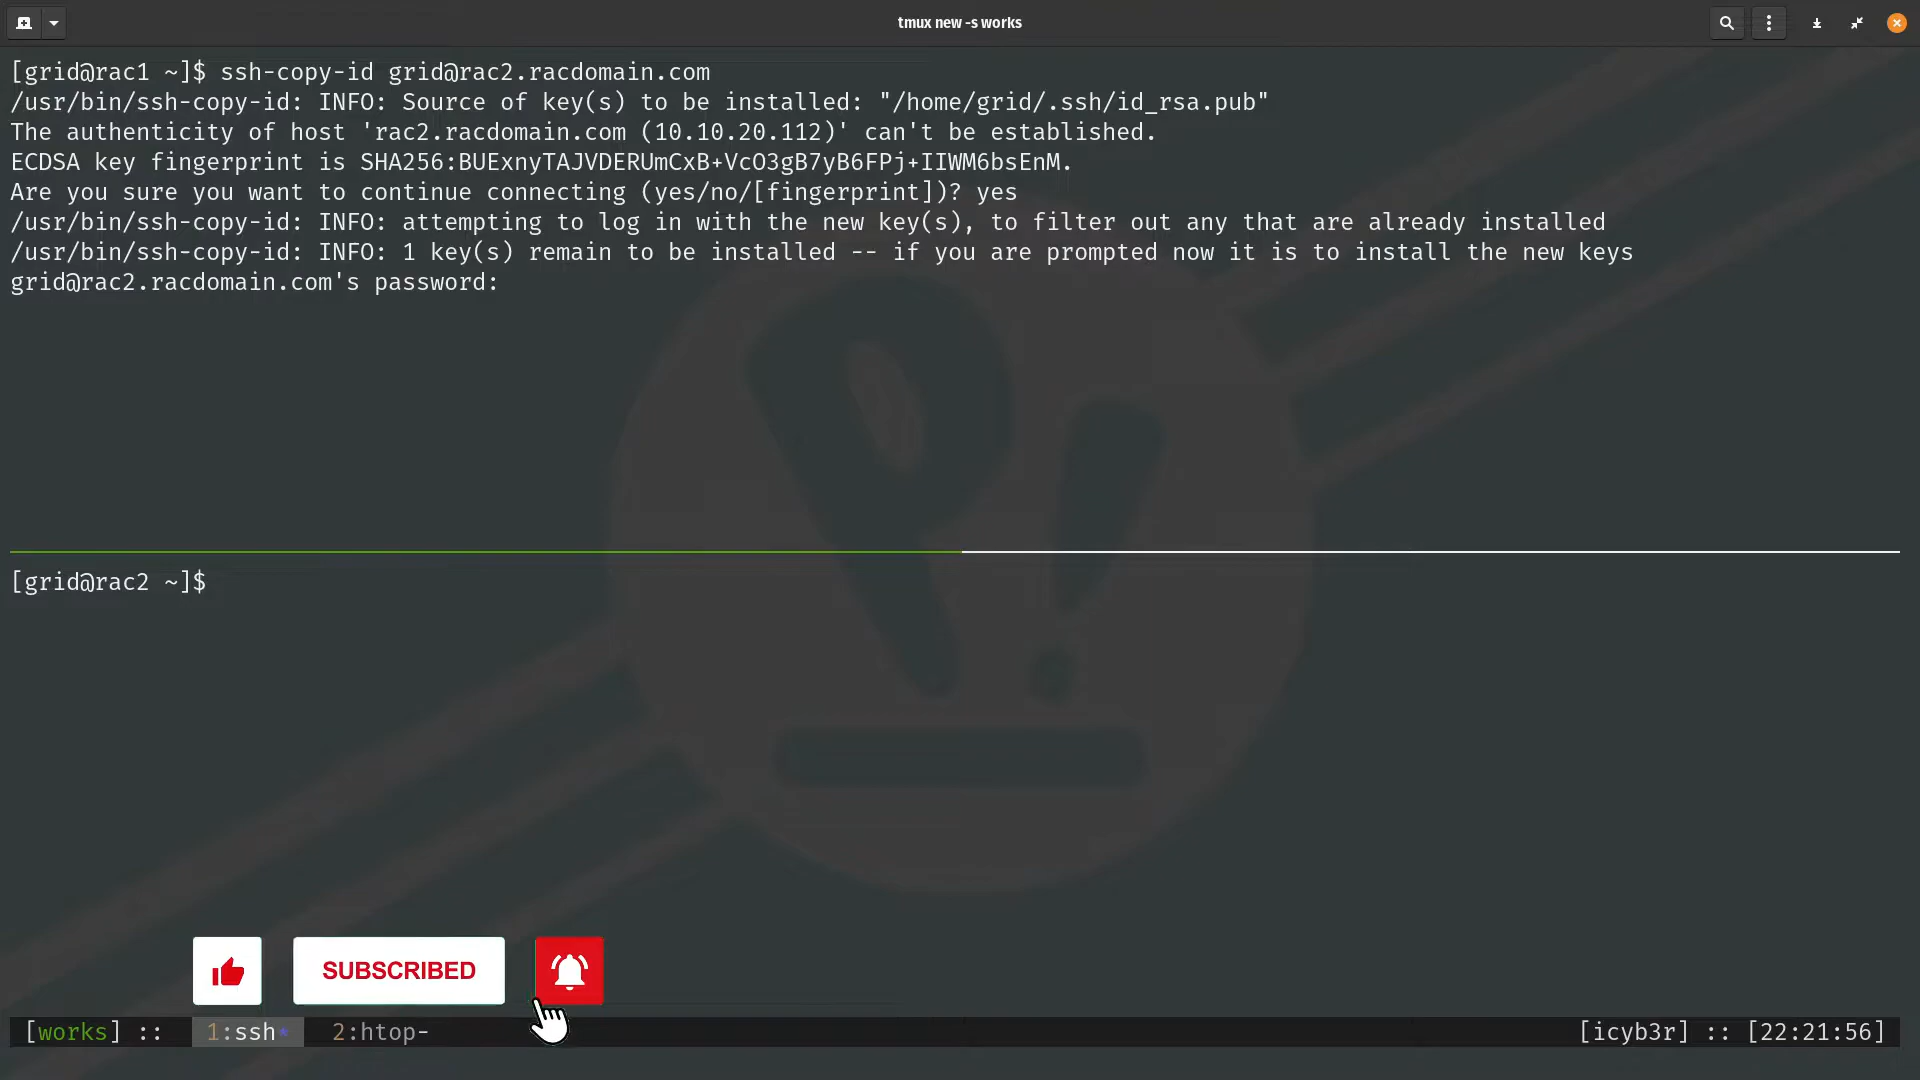 tmux new -s works
[grid@rac1 ~]$ ssh-copy-id grid@rac2.racdomain.com
/usr/bin/ssh-copy-id: INFO: Source of key(s) to be installed: "/home/grid/.ssh/id_rsa.pub"
The authenticity of host 'rac2.racdomain.com (10.10.20.112)' can't be established.
ECDSA key fingerprint is SHA256:BUExnyTAJVDERUmCxB+VcO3gB7yB6FPj+IIWM6bsEnM.
Are you sure you want to continue connecting (yes/no/[fingerprint])? yes
/usr/bin/ssh-copy-id: INFO: attempting to log in with the new key(s), to filter out any that are already installed
/usr/bin/ssh-copy-id: INFO: 1 key(s) remain to be installed -- if you are prompted now it is to install the new keys
grid@rac2.racdomain.com's password:
[grid@rac2 ~]$
SUBSCRIBED
[works] :: 1:ssh* 2:htop- [icyb3r] :: [22:21:56]